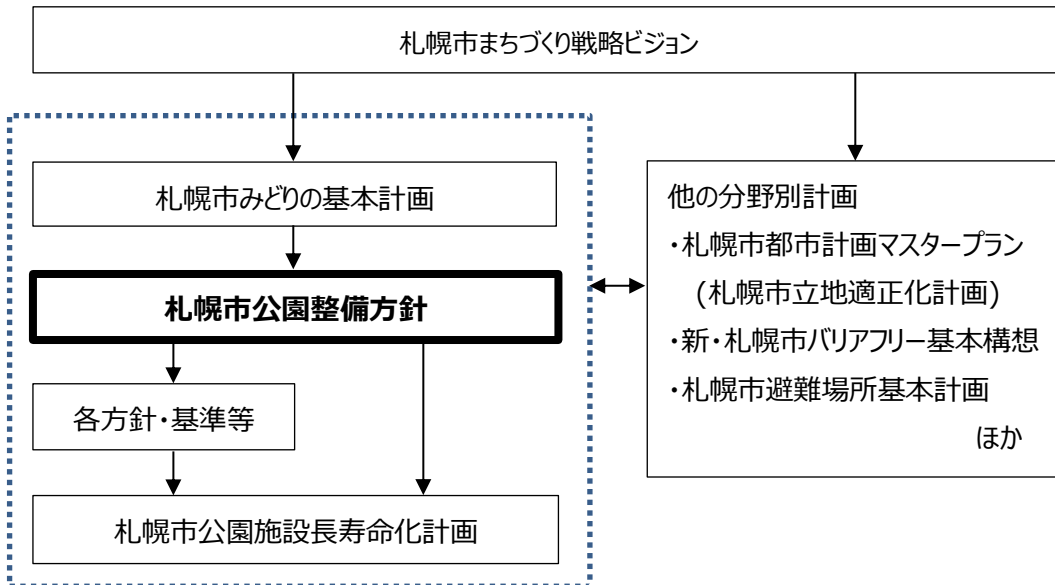 札幌市まちづくり戦略ビジョン
札幌市みどりの基本計画
札幌市公園整備方針
各方針・基準等
札幌市公園施設長寿命化計画
他の分野別計画
・札幌市都市計画マスタープラン
(札幌市立地適正化計画)
・新・札幌市バリアフリー基本構想
・札幌市避難場所基本計画
ほか